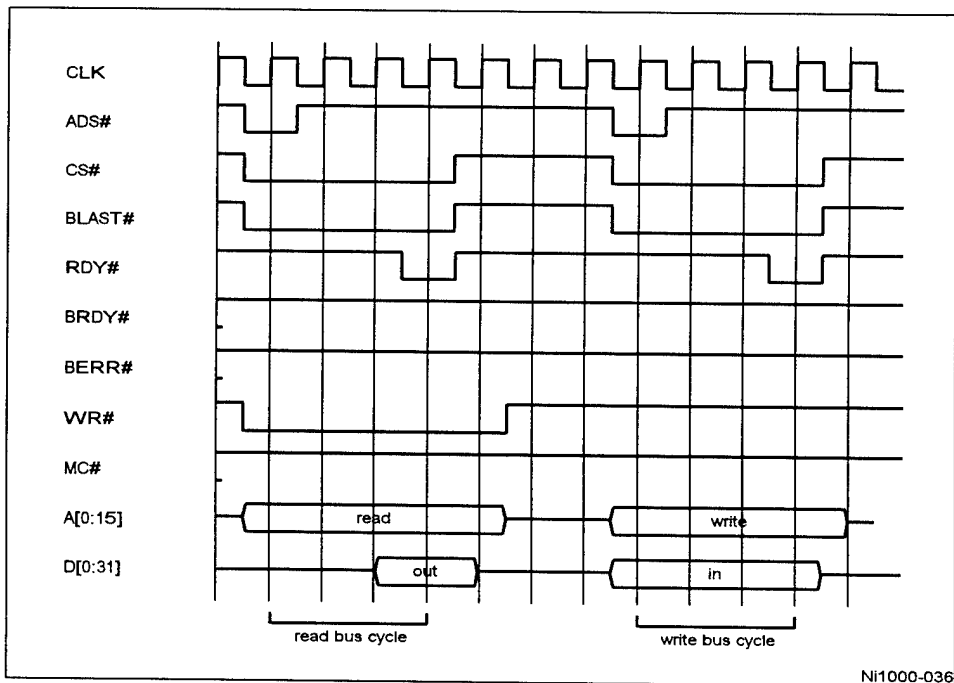 CLK
ADS#
CS#
BLAST#
RDY#
BRDY#
BERR#
W/R#
MC#
A[0:15] read write
D[0:31] out in
read bus cycle write bus cycle
Ni1000-036